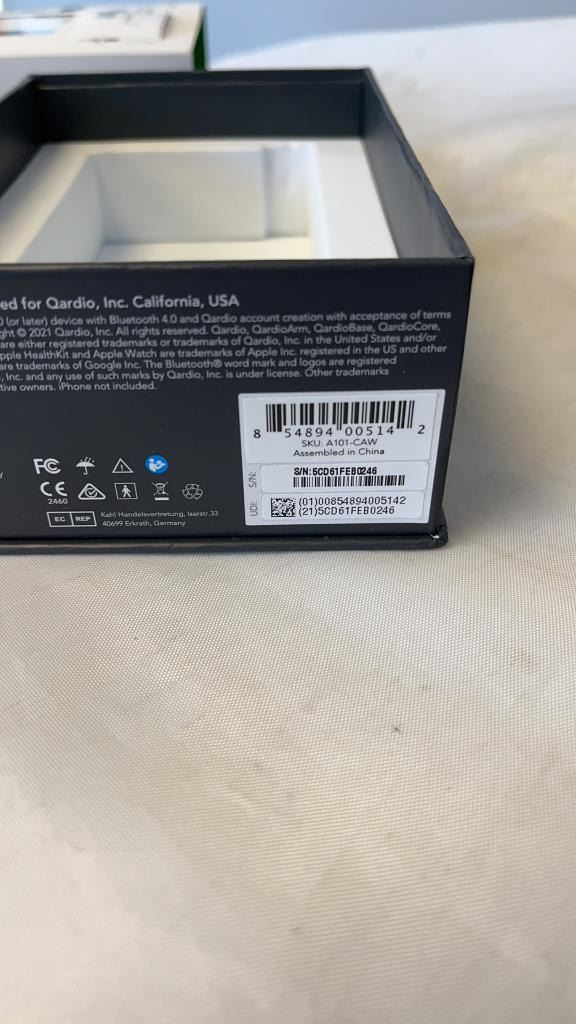 ed for Qardio, Inc. California, USA
0 (or later) device with Bluetooth 4.0 and Qardio account creation with acceptance of terms
ght © 2021 Qardio, Inc. All rights reserved. Qardio, QardioArm, QardioBase, QardioCore,
are either registered trademarks or trademarks of Qardio, Inc. in the United States and/or
pple HealthKit and Apple Watch are trademarks of Apple Inc. registered in the US and other
are trademarks of Google Inc. The Bluetooth® word mark and logos are registered
, Inc. and any use of such marks by Qardio, Inc. is under license. Other trademarks
tive owners. iPhone not included.
8 54894 00514 2
SKU: A101-CAW
Assembled in China
S/N:
S/N:5CD61FEB0246
UDI:
(01)00854894005142
(21)5CD61FEB0246
FC
CE
2460
EC REP
Kahl Handelsvertretung, Isarstr.33
40699 Erkrath, Germany